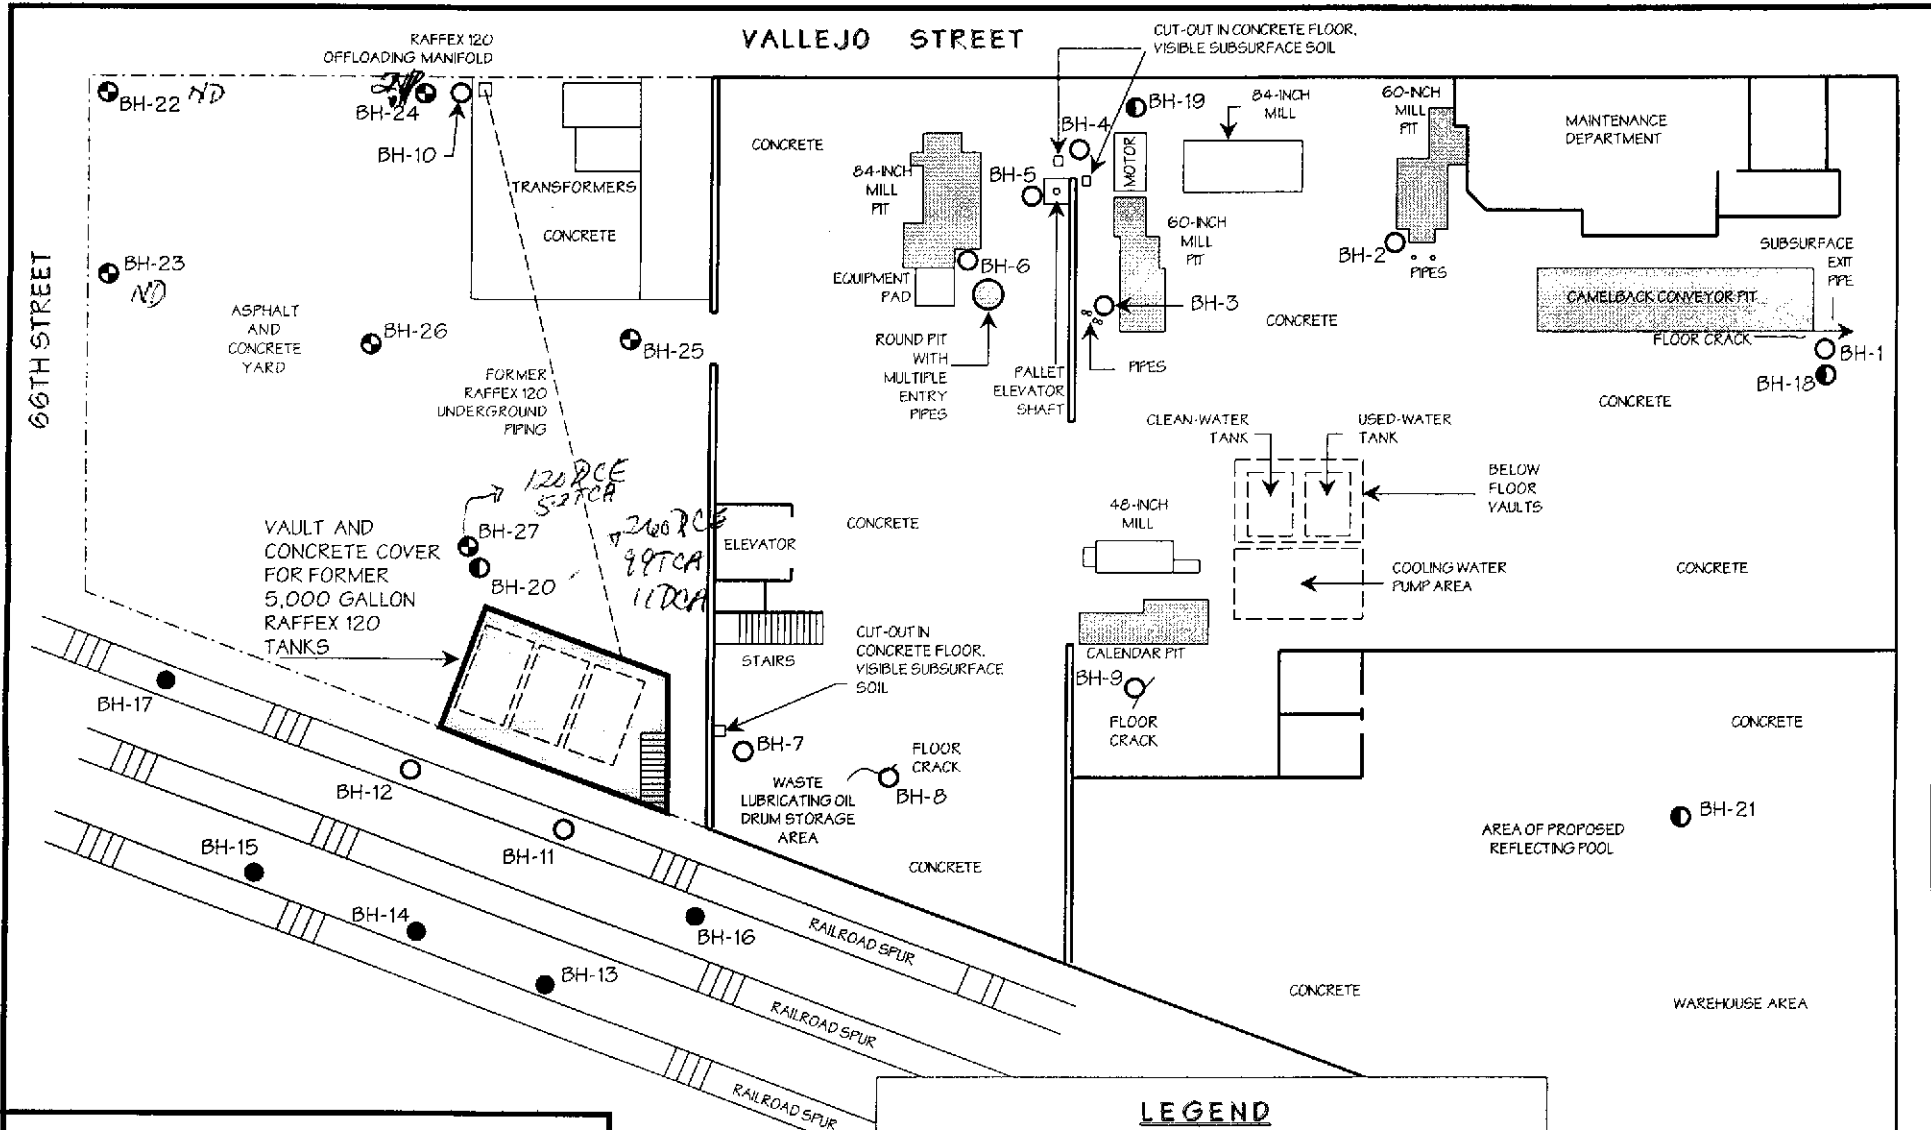 VALLEJO STREET
RAFFEX 120
OFFLOADING MANIFOLD
CUT-OUT IN CONCRETE FLOOR,
VISIBLE SUBSURFACE SOIL
BH-22 ND
BH-24
BH-10
TRANSFORMERS
CONCRETE
CONCRETE
84-INCH
MILL
PIT
BH-4
BH-5
BH-19
MOTOR
84-INCH
MILL
60-INCH
MILL
PIT
MAINTENANCE
DEPARTMENT
66TH STREET
BH-23
ND
ASPHALT
AND
CONCRETE
YARD
BH-26
BH-25
FORMER
RAFFEX 120
UNDERGROUND
PIPING
EQUIPMENT
PAD
BH-6
ROUND PIT
WITH
MULTIPLE
ENTRY
PIPES
PALLET
ELEVATOR
SHAFT
60-INCH
MILL
PIT
BH-3
PIPES
CONCRETE
BH-2
PIPES
SUBSURFACE
EXIT
PIPE
CAMELBACK CONVEYOR PIT
FLOOR CRACK
BH-1
BH-18
CONCRETE
CLEAN-WATER
TANK
USED-WATER
TANK
BELOW
FLOOR
VAULTS
VAULT AND
CONCRETE COVER
FOR FORMER
5,000 GALLON
RAFFEX 120
TANKS
BH-27
BH-20
99TCA
11DCA
ELEVATOR
CONCRETE
48-INCH
MILL
COOLING WATER
PUMP AREA
CONCRETE
STAIRS
CUT-OUT IN
CONCRETE FLOOR,
VISIBLE SUBSURFACE
SOIL
CALENDAR PIT
BH-9
FLOOR
CRACK
CONCRETE
BH-17
BH-12
BH-7
FLOOR
CRACK
BH-8
WASTE
LUBRICATING OIL
DRUM STORAGE
AREA
BH-21
AREA OF PROPOSED
REFLECTING POOL
BH-11
BH-15
CONCRETE
BH-14
BH-16
RAILROAD SPUR
BH-13
RAILROAD SPUR
CONCRETE
WAREHOUSE AREA
RAILROAD SPUR
LEGEND